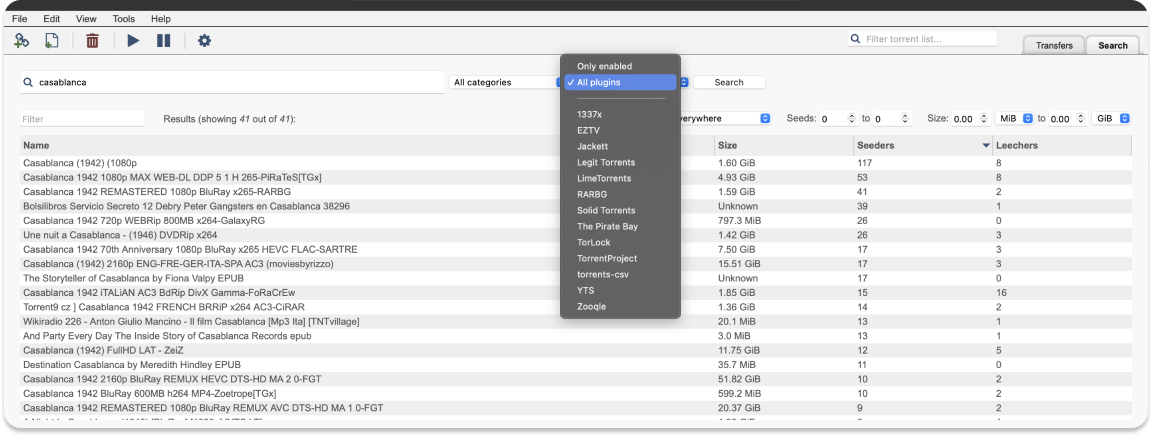 File Edit View Tools Help
Filter torrent list...
Transfers Search
casablanca All categories Search
Only enabled
✓ All plugins
1337x
EZTV
Jackett
Legit Torrents
LimeTorrents
RARBG
Solid Torrents
The Pirate Bay
TorLock
TorrentProject
torrents-csv
YTS
Zooqle
Filter Results (showing 41 out of 41): Seeds: 0 to 0 Size: 0.00 MiB to 0.00 GiB
Name Size Seeders Leechers
Casablanca (1942) (1080p 1.60 GiB 117 8
Casablanca 1942 1080p MAX WEB-DL DDP 5 1 H 265-PiRaTeS[TGx] 4.93 GiB 53 8
Casablanca 1942 REMASTERED 1080p BluRay x265-RARBG 1.59 GiB 41 2
Bolsilibros Servicio Secreto 12 Debry Peter Gangsters en Casablanca 38296 Unknown 39 1
Casablanca 1942 720p WEBRip 800MB x264-GalaxyRG 797.3 MiB 26 0
Une nuit a Casablanca - (1946) DVDRip x264 1.42 GiB 26 3
Casablanca 1942 70th Anniversary 1080p BluRay x265 HEVC FLAC-SARTRE 7.50 GiB 17 3
Casablanca (1942) 2160p ENG-FRE-GER-ITA-SPA AC3 (moviesbyrizzo) 15.51 GiB 17 3
The Storyteller of Casablanca by Fiona Valpy EPUB Unknown 17 0
Casablanca 1942 iTALiAN AC3 BdRip DivX Gamma-FoRaCrEw 1.85 GiB 15 16
Torrent9 cz ] Casablanca 1942 FRENCH BRRiP x264 AC3-CiRAR 1.36 GiB 14 2
Wikiradio 226 - Anton Giulio Mancino - Il film Casablanca [Mp3 Ita] [TNTvillage] 20.1 MiB 13 1
And Party Every Day The Inside Story of Casablanca Records epub 3.0 MiB 13 1
Casablanca (1942) FullHD LAT - ZeiZ 11.75 GiB 12 5
Destination Casablanca by Meredith Hindley EPUB 35.7 MiB 11 0
Casablanca 1942 2160p BluRay REMUX HEVC DTS-HD MA 2 0-FGT 51.82 GiB 10 2
Casablanca 1942 BluRay 600MB h264 MP4-Zoetrope[TGx] 599.2 MiB 10 2
Casablanca 1942 REMASTERED 1080p BluRay REMUX AVC DTS-HD MA 1 0-FGT 20.37 GiB 9 2